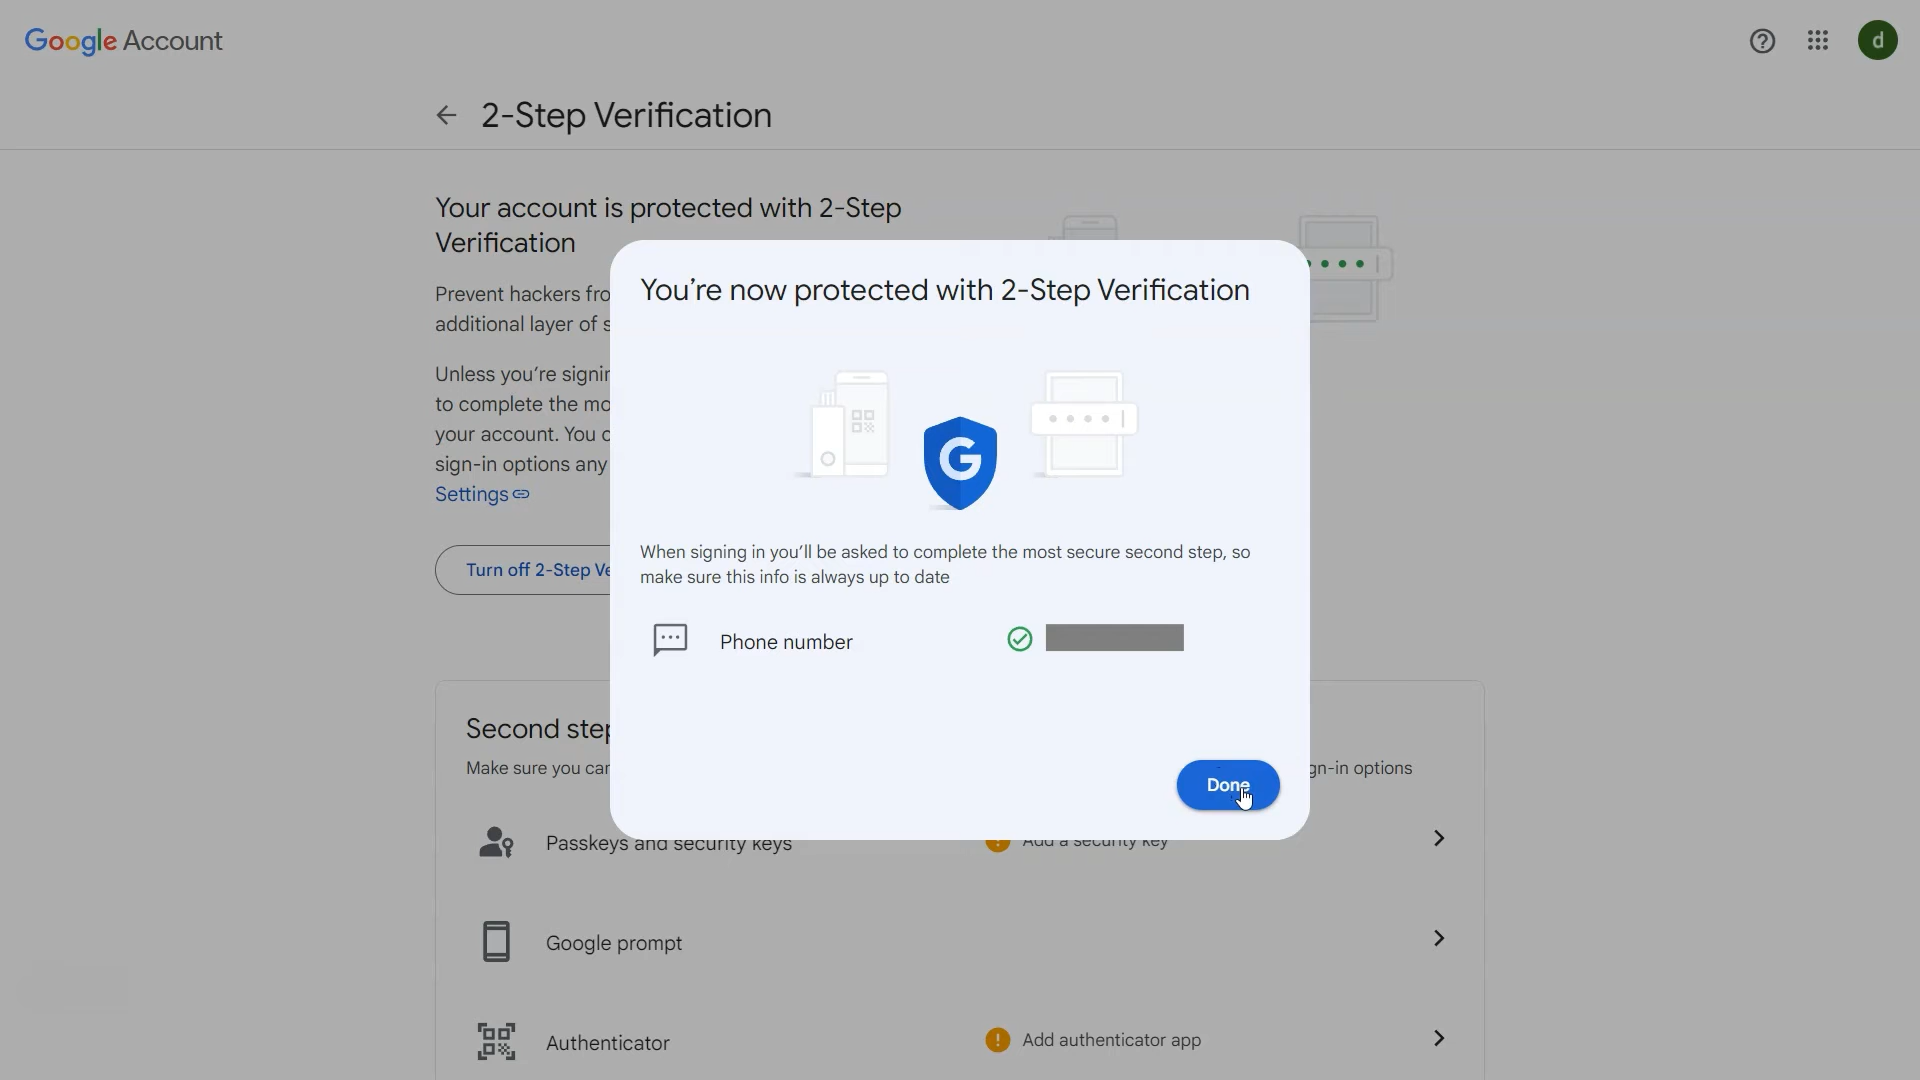 Google Account
d
2-Step Verification
Your account is protected with 2-Step
Verification
Prevent hackers fro
additional layer of s
Unless you're signin
to complete the mo
your account. You c
sign-in options any
Settings
Turn off 2-Step Ve
You're now protected with 2-Step Verification
G
When signing in you'll be asked to complete the most secure second step, so
make sure this info is always up to date
Phone number
Done
Second step
Make sure you can
gn-in options
Passkeys and security keys
Add a security key
Google prompt
Authenticator
Add authenticator app